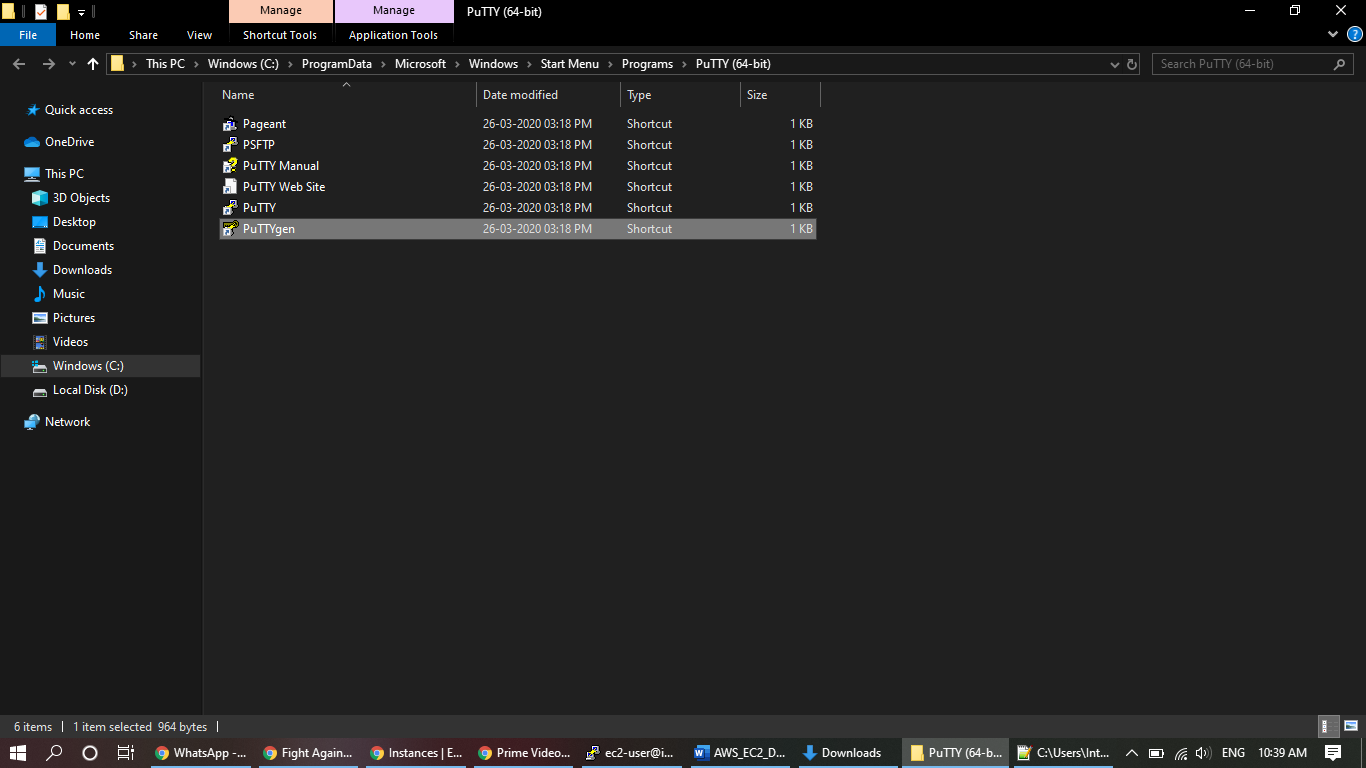 Manage Manage PuTTY (64-bit)
File Home Share View Shortcut Tools Application Tools
This PC Windows (C:) ProgramData Microsoft Windows Start Menu Programs PuTTY (64-bit) Search PuTTY (64-bit)
Name Date modified Type Size
Pageant 26-03-2020 03:18 PM Shortcut 1 KB
PSFTP 26-03-2020 03:18 PM Shortcut 1 KB
PuTTY Manual 26-03-2020 03:18 PM Shortcut 1 KB
PuTTY Web Site 26-03-2020 03:18 PM Shortcut 1 KB
PuTTY 26-03-2020 03:18 PM Shortcut 1 KB
PuTTYgen 26-03-2020 03:18 PM Shortcut 1 KB
Quick access
OneDrive
This PC
3D Objects
Desktop
Documents
Downloads
Music
Pictures
Videos
Windows (C:)
Local Disk (D:)
Network
6 items 1 item selected 964 bytes
WhatsApp -... Fight Again... Instances | E... Prime Video... ec2-user@i... AWS_EC2_D... Downloads PuTTY (64-b... C:\Users\Int... ENG 10:39 AM